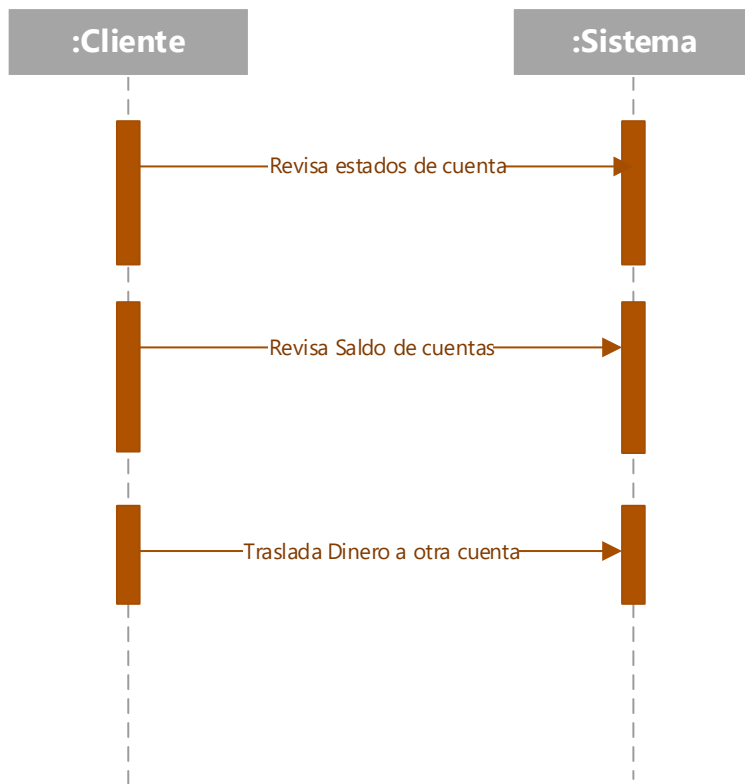 :Cliente
:Sistema
Revisa estados de cuenta
Revisa Saldo de cuentas
Traslada Dinero a otra cuenta